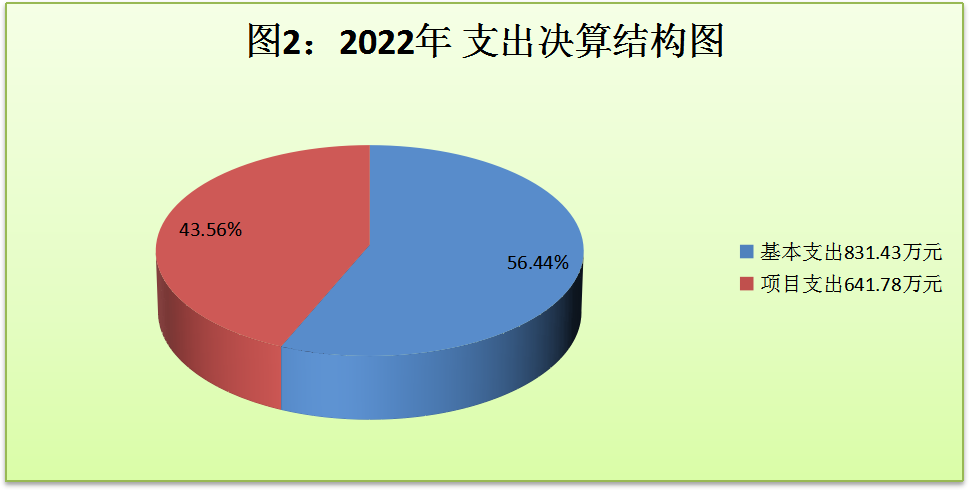 图2：2022年 支出决算结构图
43.56%
56.44%
基本支出831.43万元
项目支出641.78万元